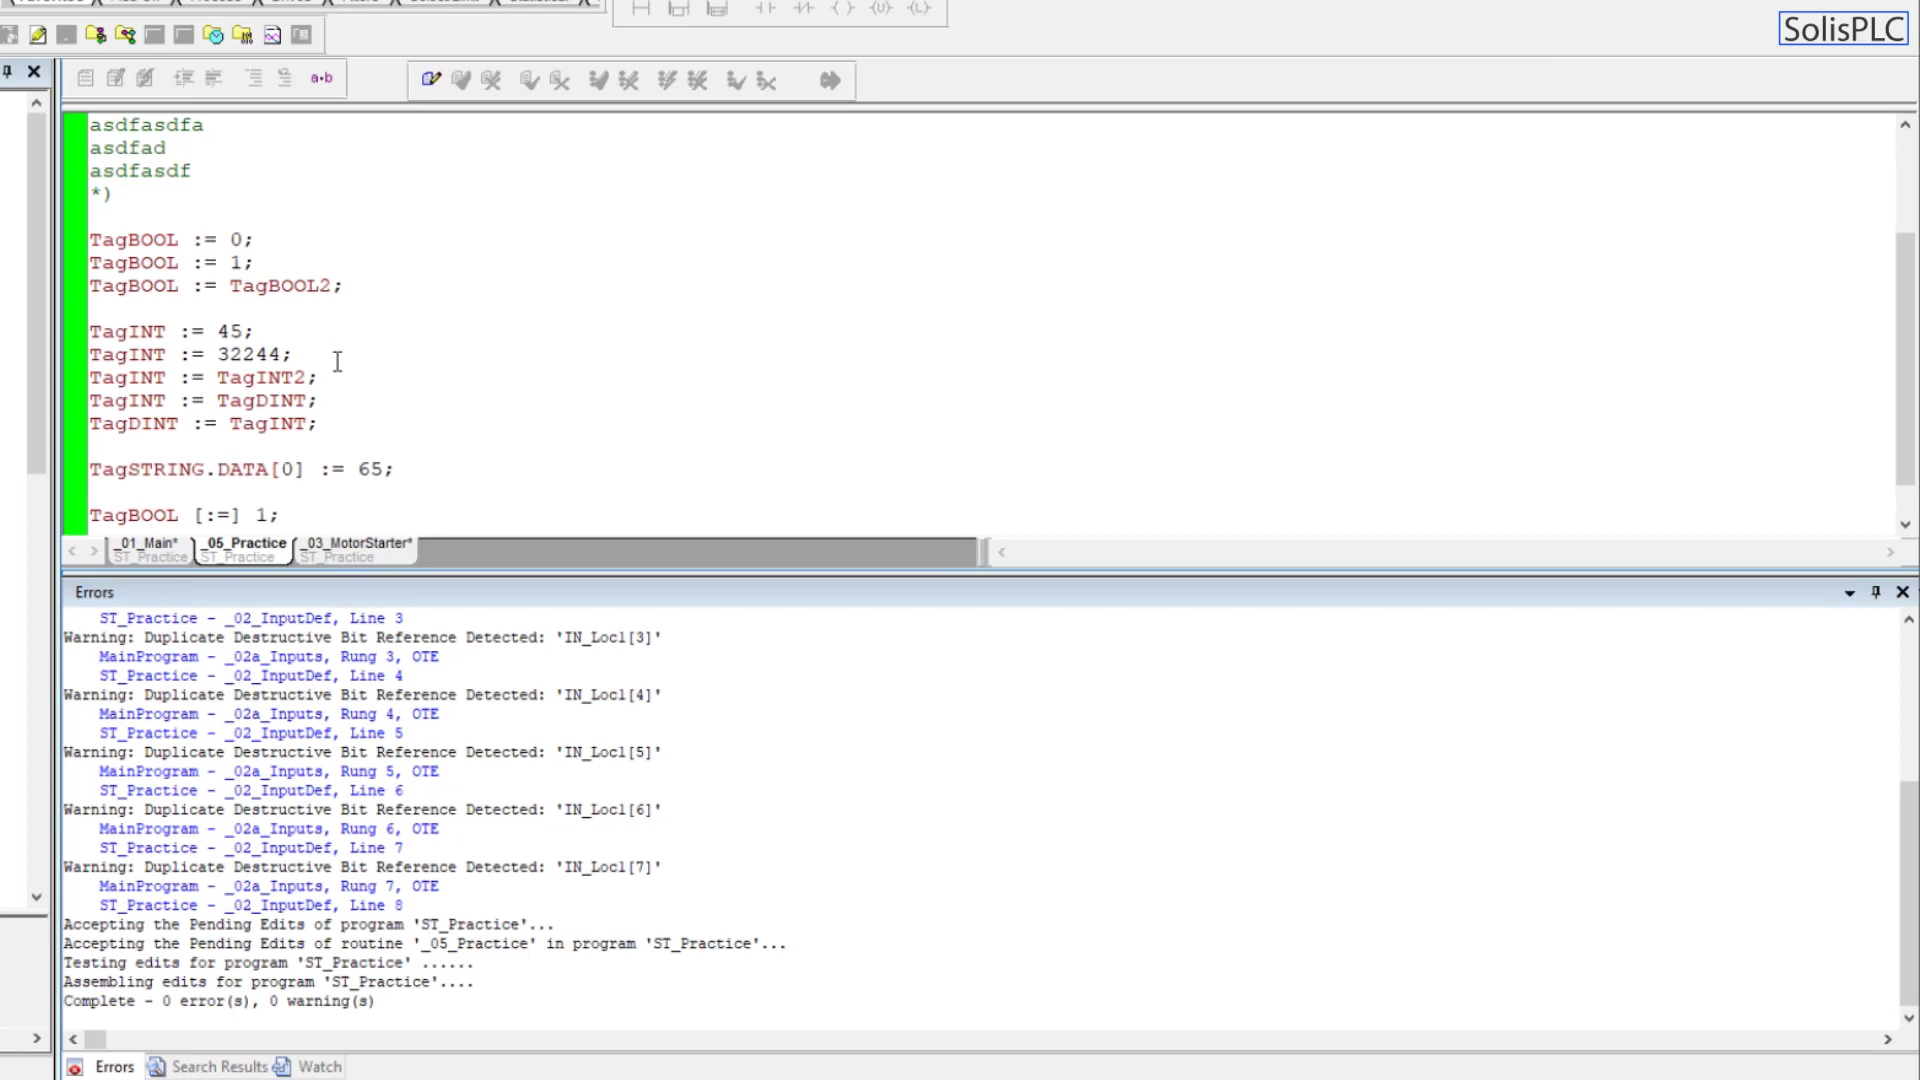 SolisPLC
a•b
asdfasdfa
asdfad
asdfasdf
*)
TagBOOL := 0;
TagBOOL := 1;
TagBOOL := TagBOOL2;
TagINT := 45;
TagINT := 32244;
TagINT := TagINT2;
TagINT := TagDINT;
TagDINT := TagINT;
TagSTRING.DATA[0] := 65;
TagBOOL [:=] 1;
_01_Main* _05_Practice _03_MotorStarter*
ST_Practice ST_Practice ST_Practice
Errors
ST_Practice - _02_InputDef, Line 3
Warning: Duplicate Destructive Bit Reference Detected: 'IN_Locl[3]'
MainProgram - _02a_Inputs, Rung 3, OTE
ST_Practice - _02_InputDef, Line 4
Warning: Duplicate Destructive Bit Reference Detected: 'IN_Locl[4]'
MainProgram - _02a_Inputs, Rung 4, OTE
ST_Practice - _02_InputDef, Line 5
Warning: Duplicate Destructive Bit Reference Detected: 'IN_Locl[5]'
MainProgram - _02a_Inputs, Rung 5, OTE
ST_Practice - _02_InputDef, Line 6
Warning: Duplicate Destructive Bit Reference Detected: 'IN_Locl[6]'
MainProgram - _02a_Inputs, Rung 6, OTE
ST_Practice - _02_InputDef, Line 7
Warning: Duplicate Destructive Bit Reference Detected: 'IN_Locl[7]'
MainProgram - _02a_Inputs, Rung 7, OTE
ST_Practice - _02_InputDef, Line 8
Accepting the Pending Edits of program 'ST_Practice'...
Accepting the Pending Edits of routine '_05_Practice' in program 'ST_Practice'...
Testing edits for program 'ST_Practice' ......
Assembling edits for program 'ST_Practice'....
Complete - 0 error(s), 0 warning(s)
Errors Search Results Watch